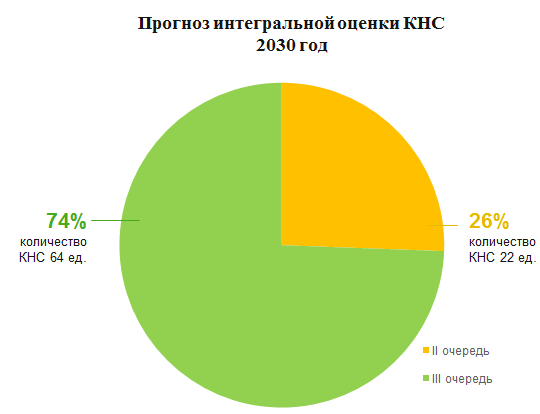 Прогноз интегральной оценки КНС
2030 год
74%
количество
КНС 64 ед.
26%
количество
КНС 22 ед.
II очередь
III очередь